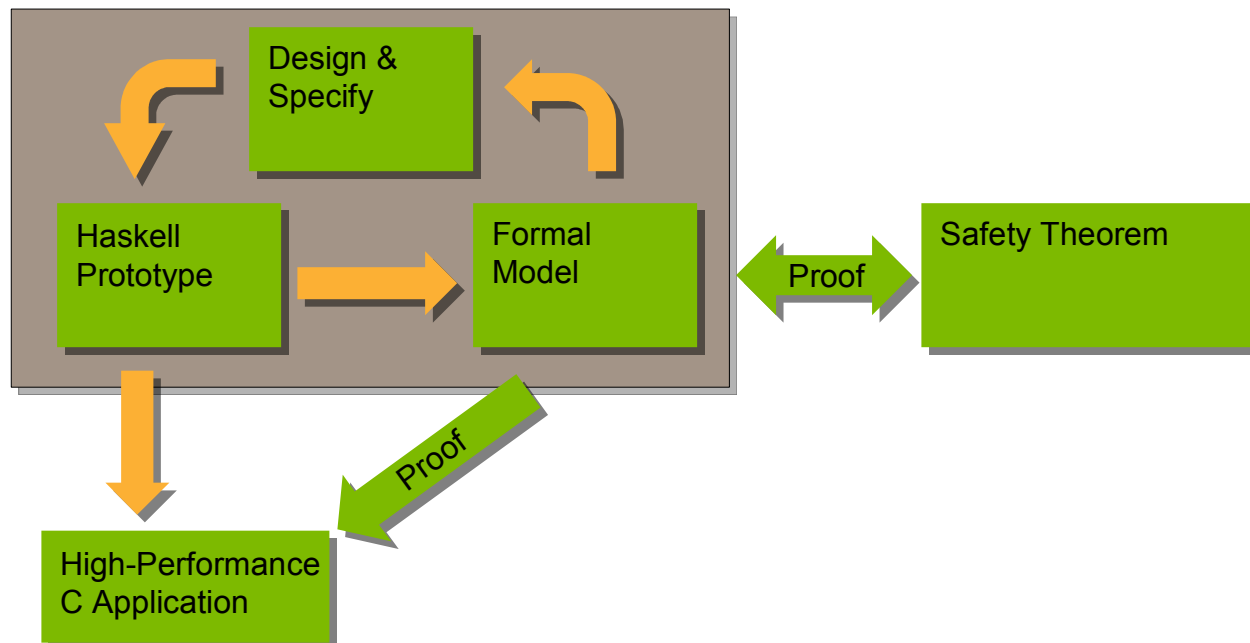 Design &
Specify
Haskell
Prototype
Formal
Model
Proof
Safety Theorem
Proof
High-Performance
C Application